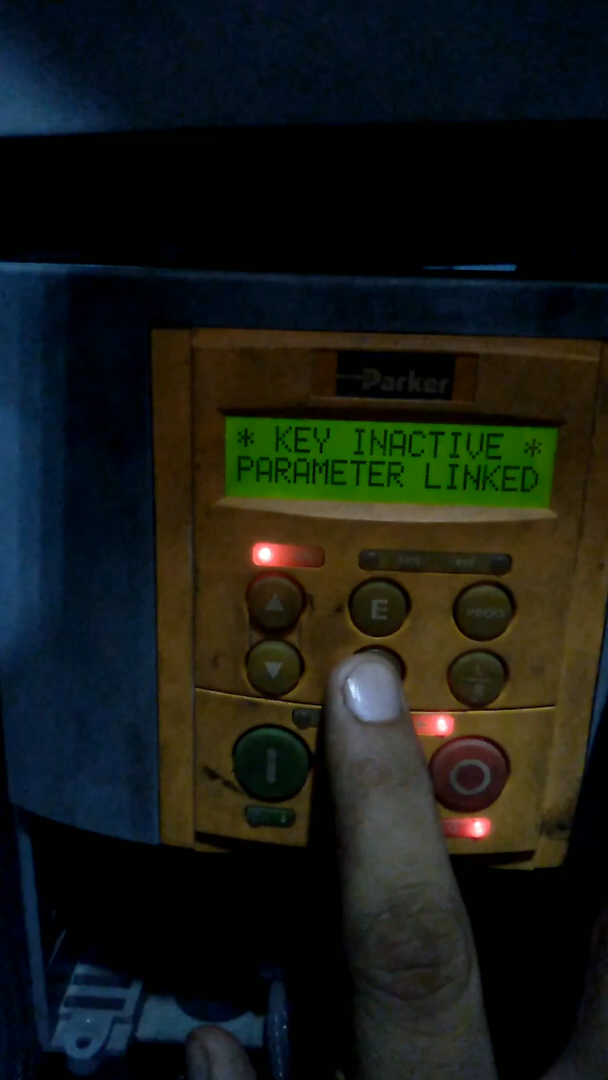 Parker
* KEY INACTIVE *
PARAMETER LINKED
E
PROG
L
R